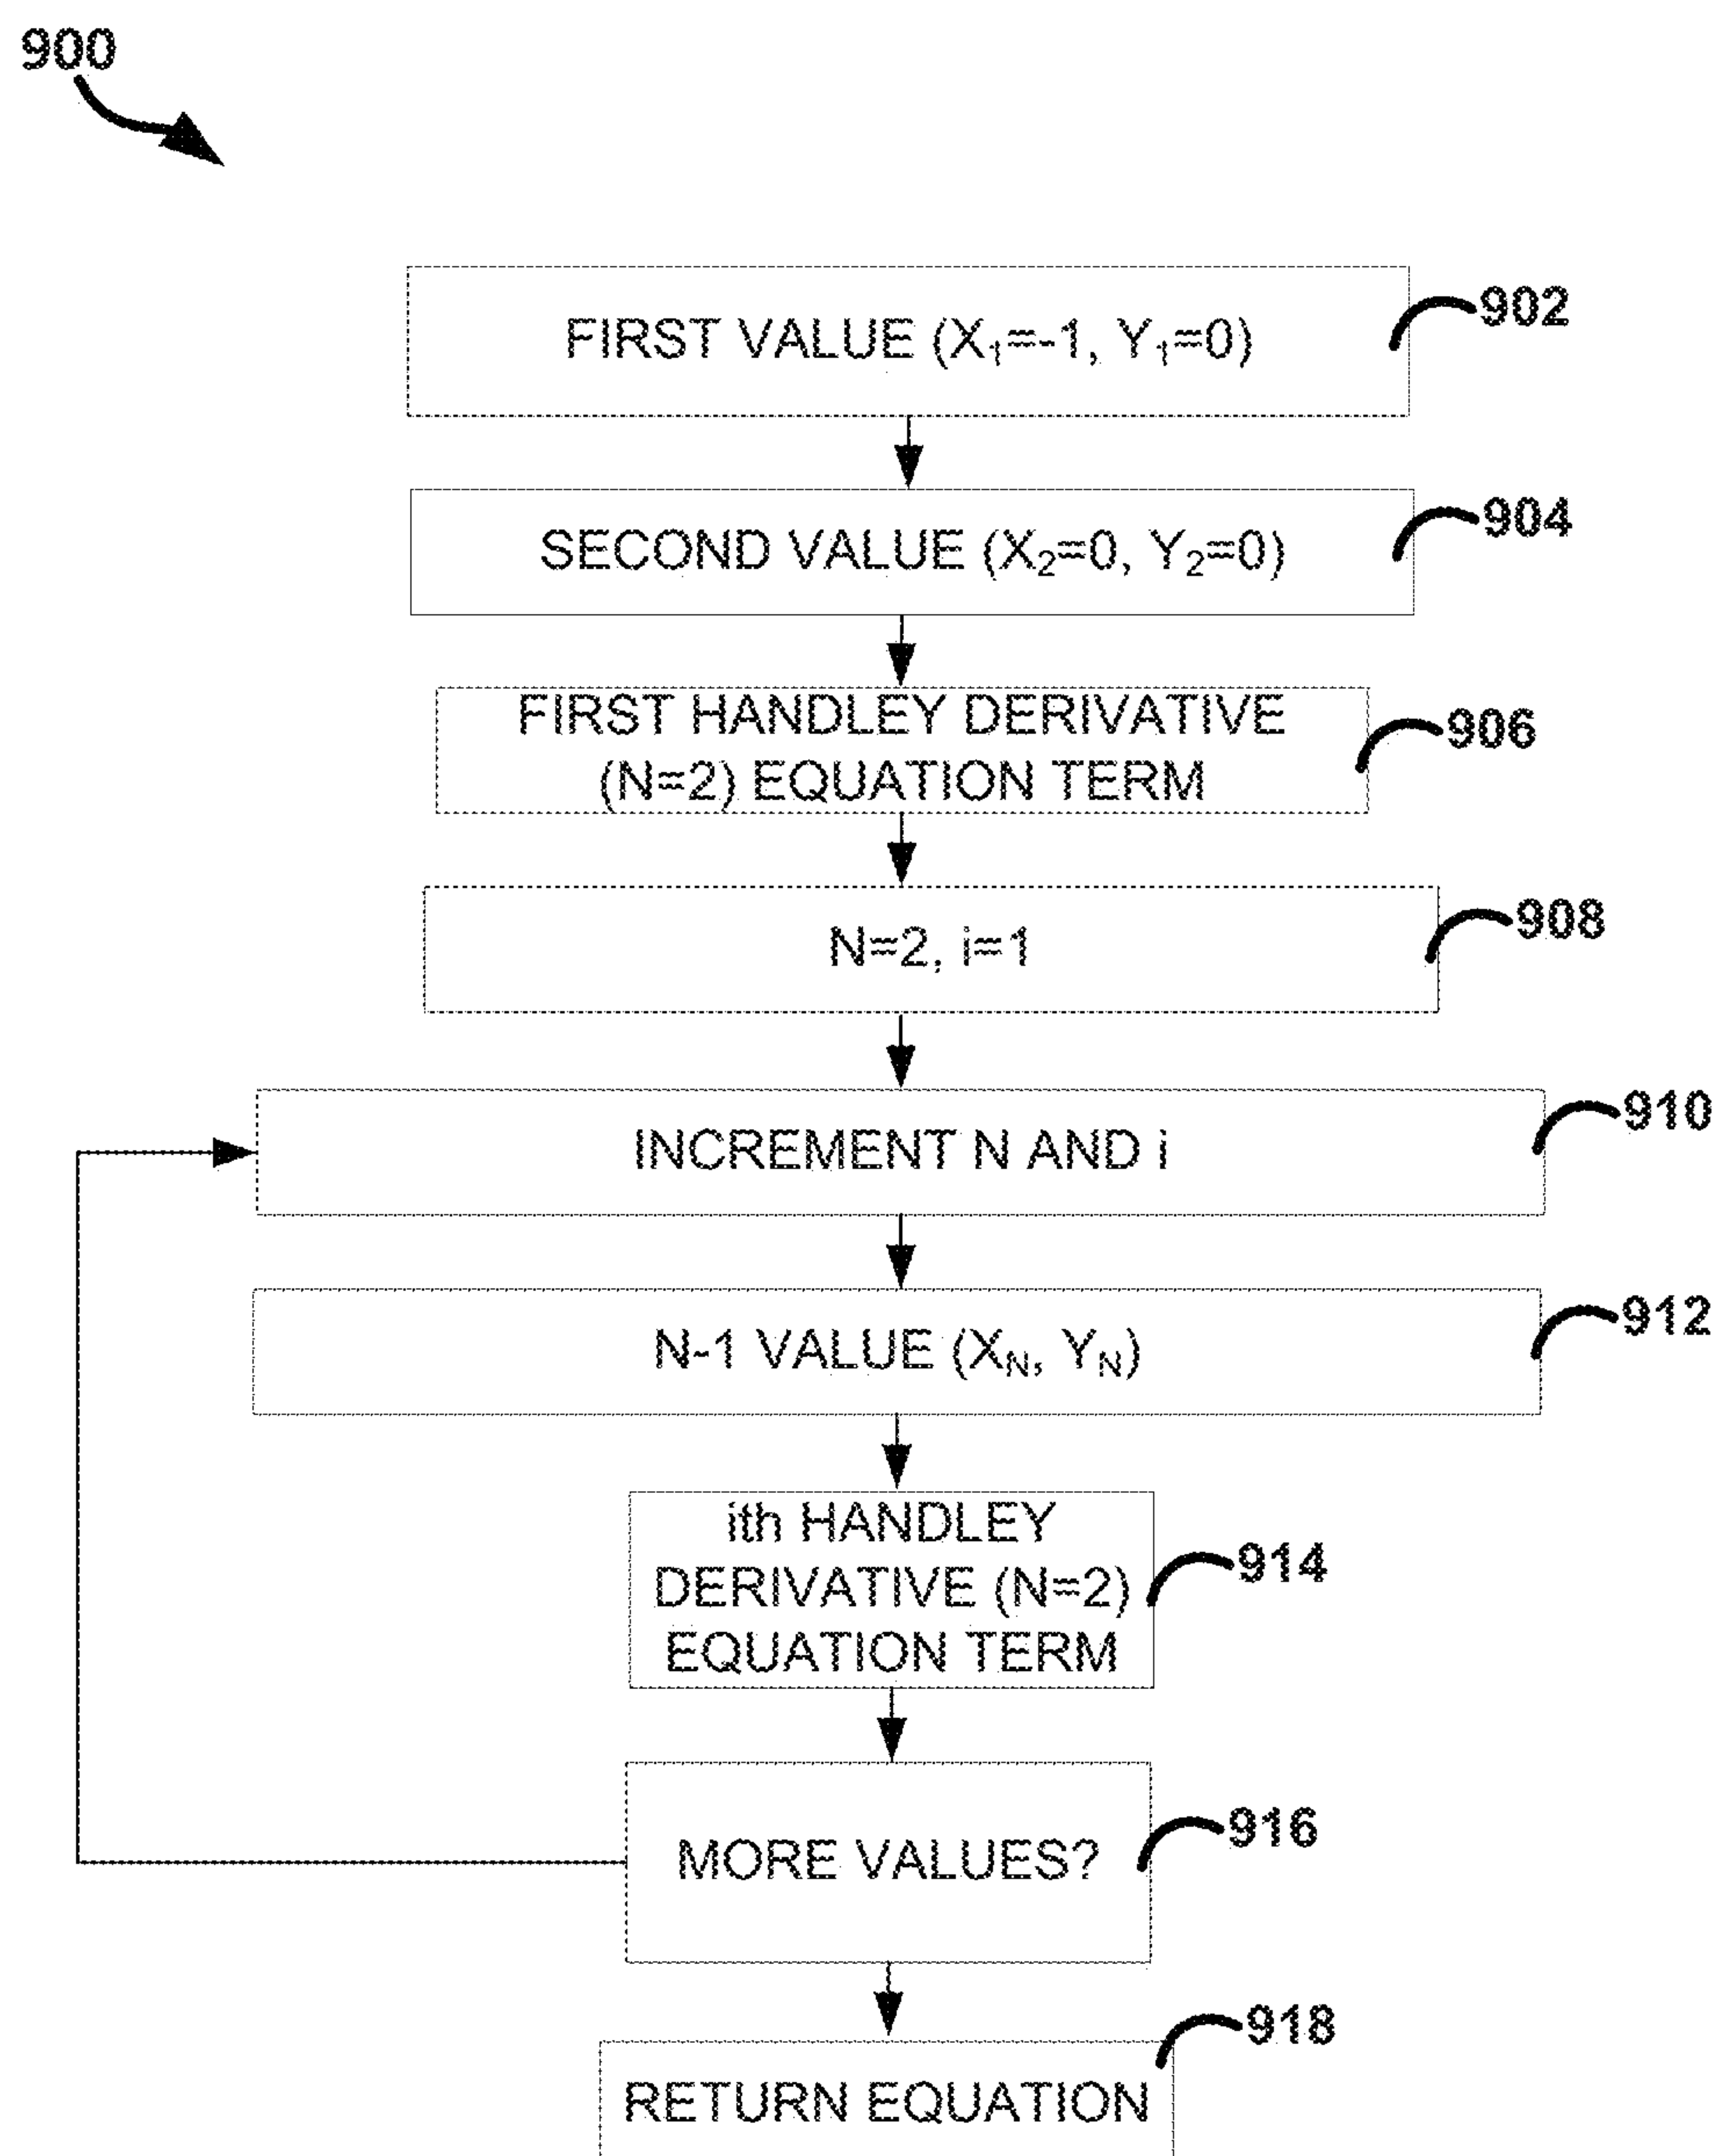 900
FIRST VALUE (X₁=-1, Y₁=0)
902
SECOND VALUE (X₂=0, Y₂=0)
904
FIRST HANDLEY DERIVATIVE
(N=2) EQUATION TERM
906
N=2, i=1
908
INCREMENT N AND i
910
N-1 VALUE (X_N, Y_N)
912
ith HANDLEY
DERIVATIVE (N=2)
EQUATION TERM
914
MORE VALUES?
916
RETURN EQUATION
918